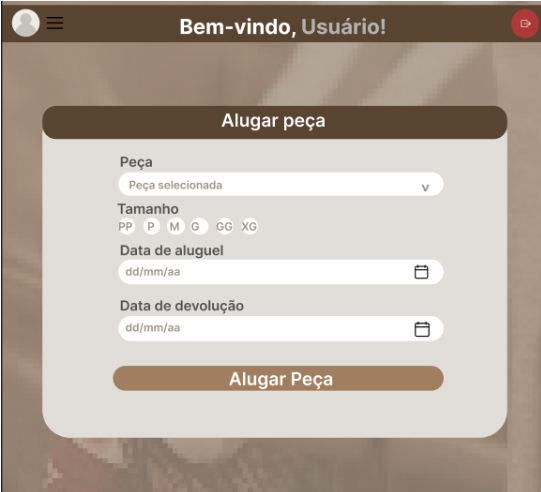 Bem-vindo, Usuário!
Alugar peça
Peça
Peça selecionada
Tamanho
PP P M G GG XG
Data de aluguel
dd/mm/aa
Data de devolução
dd/mm/aa
Alugar Peça